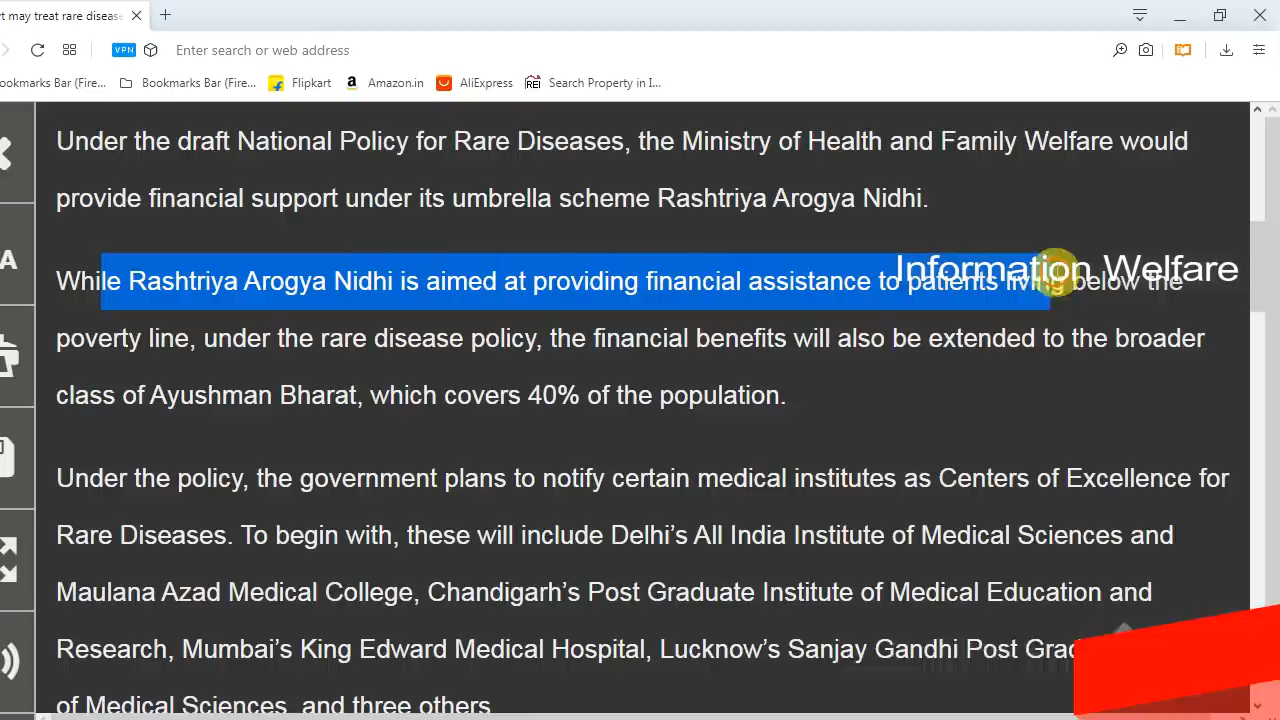 rt may treat rare disease
VPN
Enter search or web address
ookmarks Bar (Fire...
Bookmarks Bar (Fire...
Flipkart
Amazon.in
AliExpress
REI
Search Property in I...
Under the draft National Policy for Rare Diseases, the Ministry of Health and Family Welfare would
provide financial support under its umbrella scheme Rashtriya Arogya Nidhi.
Information Welfare
While Rashtriya Arogya Nidhi is aimed at providing financial assistance to patients living below the
poverty line, under the rare disease policy, the financial benefits will also be extended to the broader
class of Ayushman Bharat, which covers 40% of the population.
Under the policy, the government plans to notify certain medical institutes as Centers of Excellence for
Rare Diseases. To begin with, these will include Delhi’s All India Institute of Medical Sciences and
Maulana Azad Medical College, Chandigarh’s Post Graduate Institute of Medical Education and
Research, Mumbai’s King Edward Medical Hospital, Lucknow’s Sanjay Gandhi Post
of Medical Sciences and three others
A